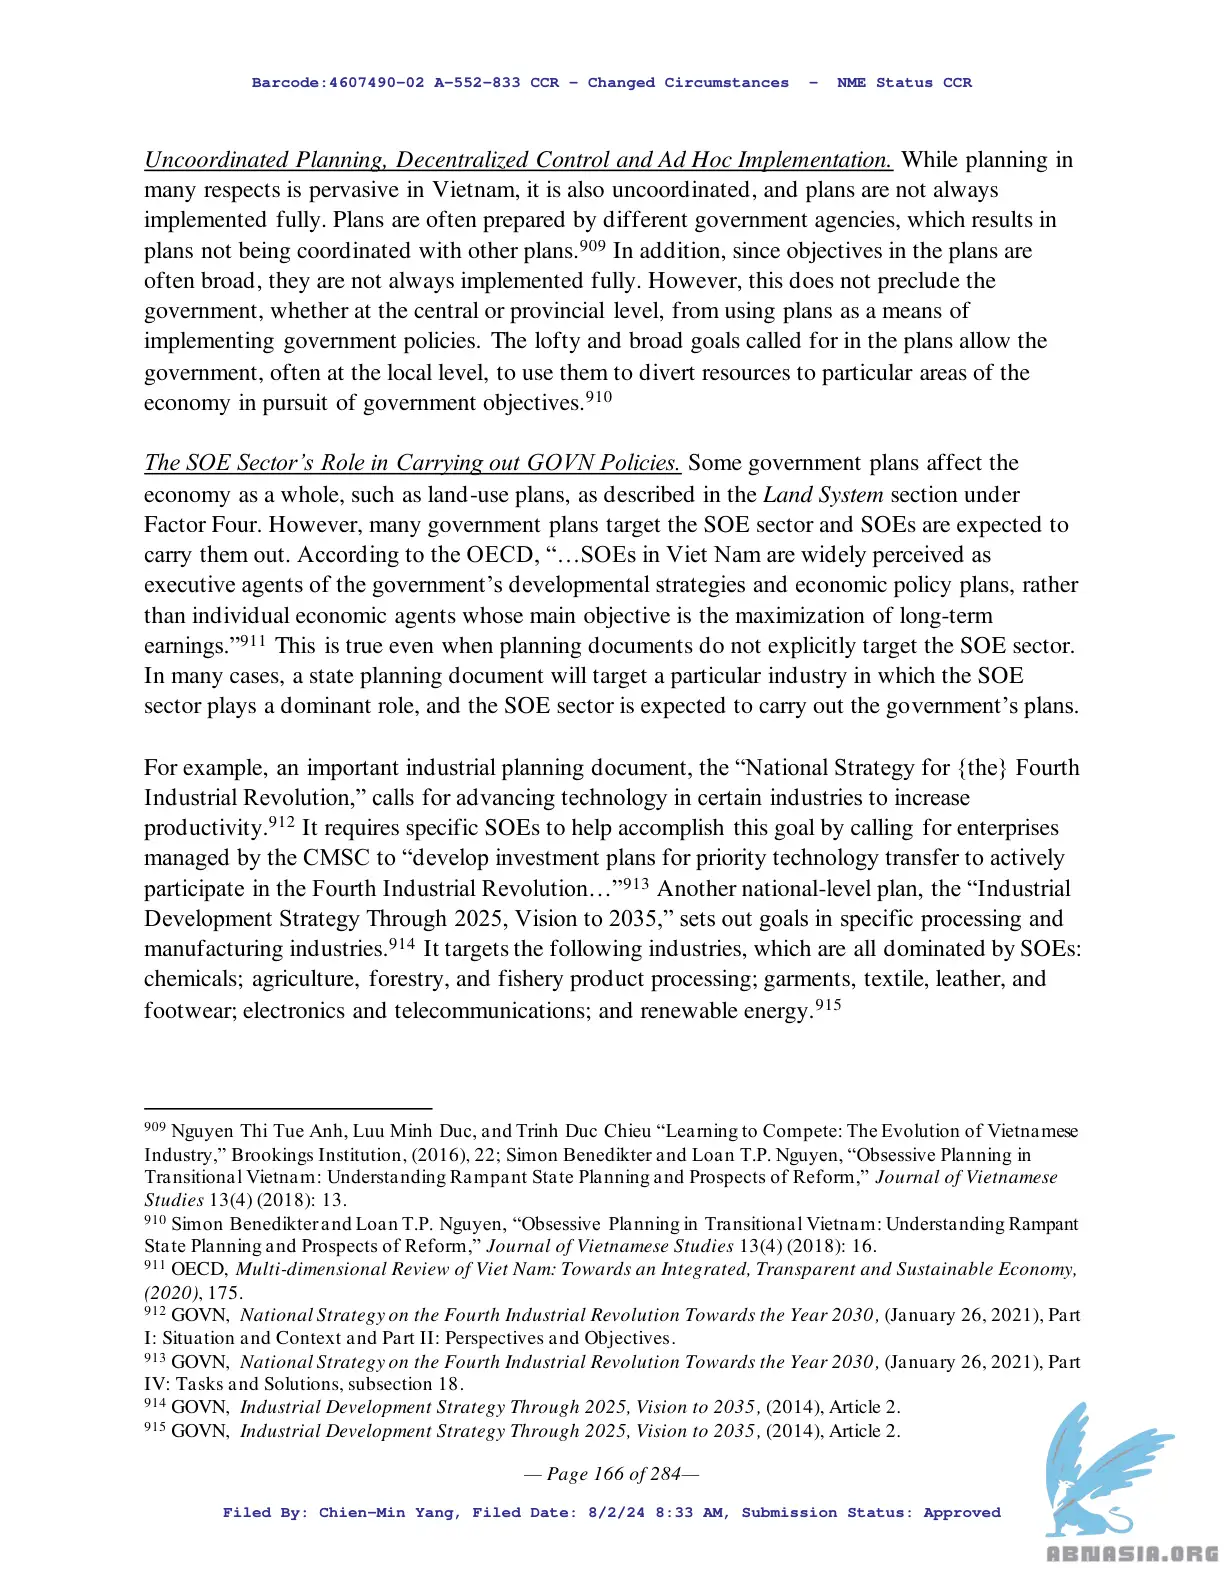 Barcode:4607490-02 A-552-833 CCR - Changed Circumstances - NME Status CCR
Uncoordinated Planning, Decentralized Control and Ad Hoc Implementation. While planning in
many respects is pervasive in Vietnam, it is also uncoordinated, and plans are not always
implemented fully. Plans are often prepared by different government agencies, which results in
plans not being coordinated with other plans.909 In addition, since objectives in the plans are
often broad, they are not always implemented fully. However, this does not preclude the
government, whether at the central or provincial level, from using plans as a means of
implementing government policies. The lofty and broad goals called for in the plans allow the
government, often at the local level, to use them to divert resources to particular areas of the
economy in pursuit of government objectives.910
The SOE Sector’s Role in Carrying out GOVN Policies. Some government plans affect the
economy as a whole, such as land-use plans, as described in the Land System section under
Factor Four. However, many government plans target the SOE sector and SOEs are expected to
carry them out. According to the OECD, “…SOEs in Viet Nam are widely perceived as
executive agents of the government’s developmental strategies and economic policy plans, rather
than individual economic agents whose main objective is the maximization of long-term
earnings.”911 This is true even when planning documents do not explicitly target the SOE sector.
In many cases, a state planning document will target a particular industry in which the SOE
sector plays a dominant role, and the SOE sector is expected to carry out the government’s plans.
For example, an important industrial planning document, the “National Strategy for {the} Fourth
Industrial Revolution,” calls for advancing technology in certain industries to increase
productivity.912 It requires specific SOEs to help accomplish this goal by calling for enterprises
managed by the CMSC to “develop investment plans for priority technology transfer to actively
participate in the Fourth Industrial Revolution…”913 Another national-level plan, the “Industrial
Development Strategy Through 2025, Vision to 2035,” sets out goals in specific processing and
manufacturing industries.914 It targets the following industries, which are all dominated by SOEs:
chemicals; agriculture, forestry, and fishery product processing; garments, textile, leather, and
footwear; electronics and telecommunications; and renewable energy.915
909 Nguyen Thi Tue Anh, Luu Minh Duc, and Trinh Duc Chieu “Learning to Compete: The Evolution of Vietnamese
Industry,” Brookings Institution, (2016), 22; Simon Benedikter and Loan T.P. Nguyen, “Obsessive Planning in
Transitional Vietnam: Understanding Rampant State Planning and Prospects of Reform,” Journal of Vietnamese
Studies 13(4) (2018): 13.
910 Simon Benedikter and Loan T.P. Nguyen, “Obsessive Planning in Transitional Vietnam: Understanding Rampant
State Planning and Prospects of Reform,” Journal of Vietnamese Studies 13(4) (2018): 16.
911 OECD, Multi-dimensional Review of Viet Nam: Towards an Integrated, Transparent and Sustainable Economy,
(2020), 175.
912 GOVN, National Strategy on the Fourth Industrial Revolution Towards the Year 2030, (January 26, 2021), Part
I: Situation and Context and Part II: Perspectives and Objectives.
913 GOVN, National Strategy on the Fourth Industrial Revolution Towards the Year 2030, (January 26, 2021), Part
IV: Tasks and Solutions, subsection 18.
914 GOVN, Industrial Development Strategy Through 2025, Vision to 2035, (2014), Article 2.
915 GOVN, Industrial Development Strategy Through 2025, Vision to 2035, (2014), Article 2.
— Page 166 of 284—
Filed By: Chien-Min Yang, Filed Date: 8/2/24 8:33 AM, Submission Status: Approved
ABNASIA.ORG